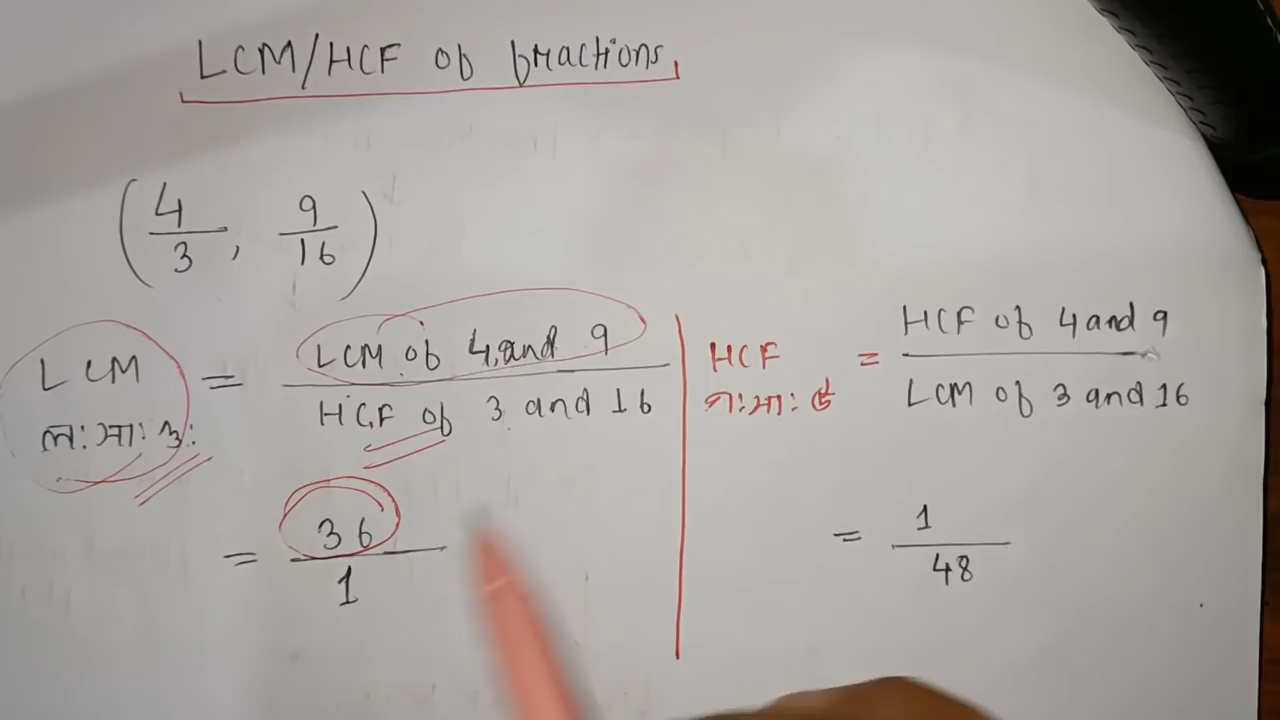 LCM/HCF of fractions
(4/3, 9/16)
LCM = LCM of 4 and 9 / HCF of 3 and 16
ল:সা:
= 36/1
HCF = HCF of 4 and 9 / LCM of 3 and 16
= 1/48